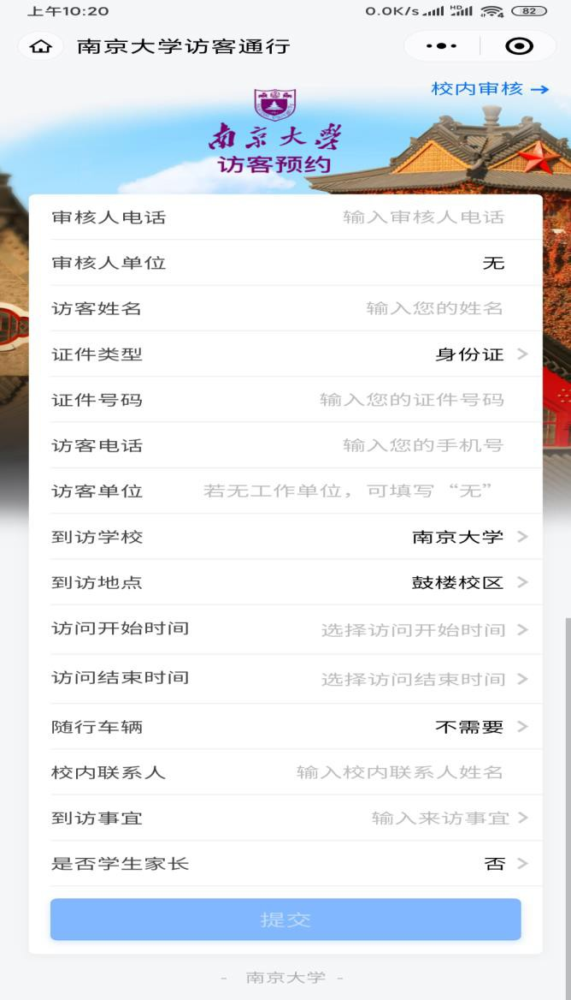 上午10:20 0.0K/s HD 4 82
南京大学访客通行
校内审核 →
南京大学
访客预约
审核人电话 输入审核人电话
审核人单位 无
访客姓名 输入您的姓名
证件类型 身份证 >
证件号码 输入您的证件号码
访客电话 输入您的手机号
访客单位 若无工作单位，可填写“无”
到访学校 南京大学 >
到访地点 鼓楼校区 >
访问开始时间 选择访问开始时间 >
访问结束时间 选择访问结束时间 >
随行车辆 不需要 >
校内联系人 输入校内联系人姓名
到访事宜 输入来访事宜 >
是否学生家长 否 >
提交
- 南京大学 -